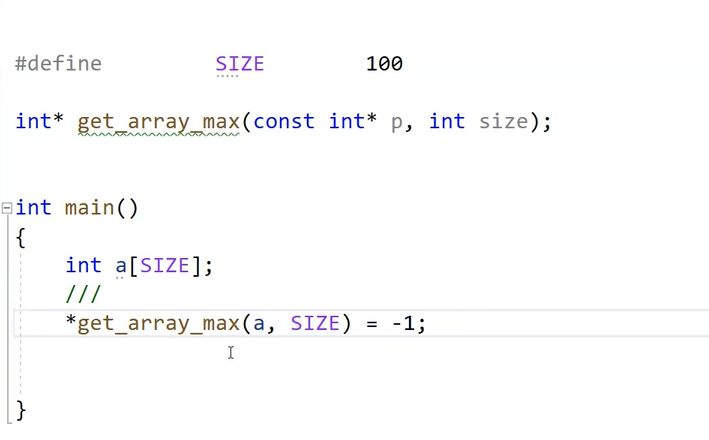 #define SIZE 100
int* get_array_max(const int* p, int size);
int main()
{
int a[SIZE];
///
*get_array_max(a, SIZE) = -1;
}